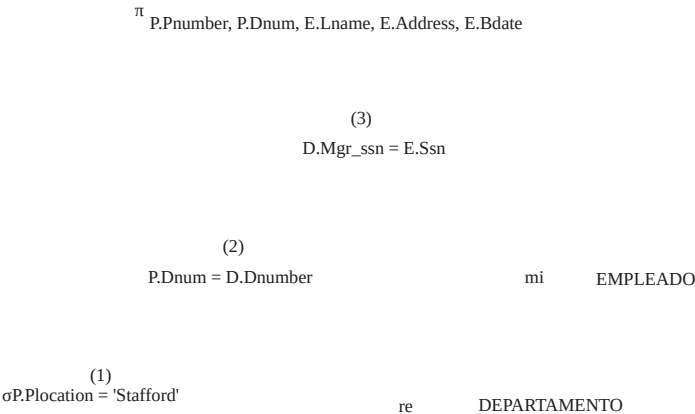 π P.Pnumber, P.Dnum, E.Lname, E.Address, E.Bdate
(3)
D.Mgr_ssn = E.Ssn
(2)
P.Dnum = D.Dnumber mi EMPLEADO
(1)
σP.Plocation = 'Stafford'
re DEPARTAMENTO